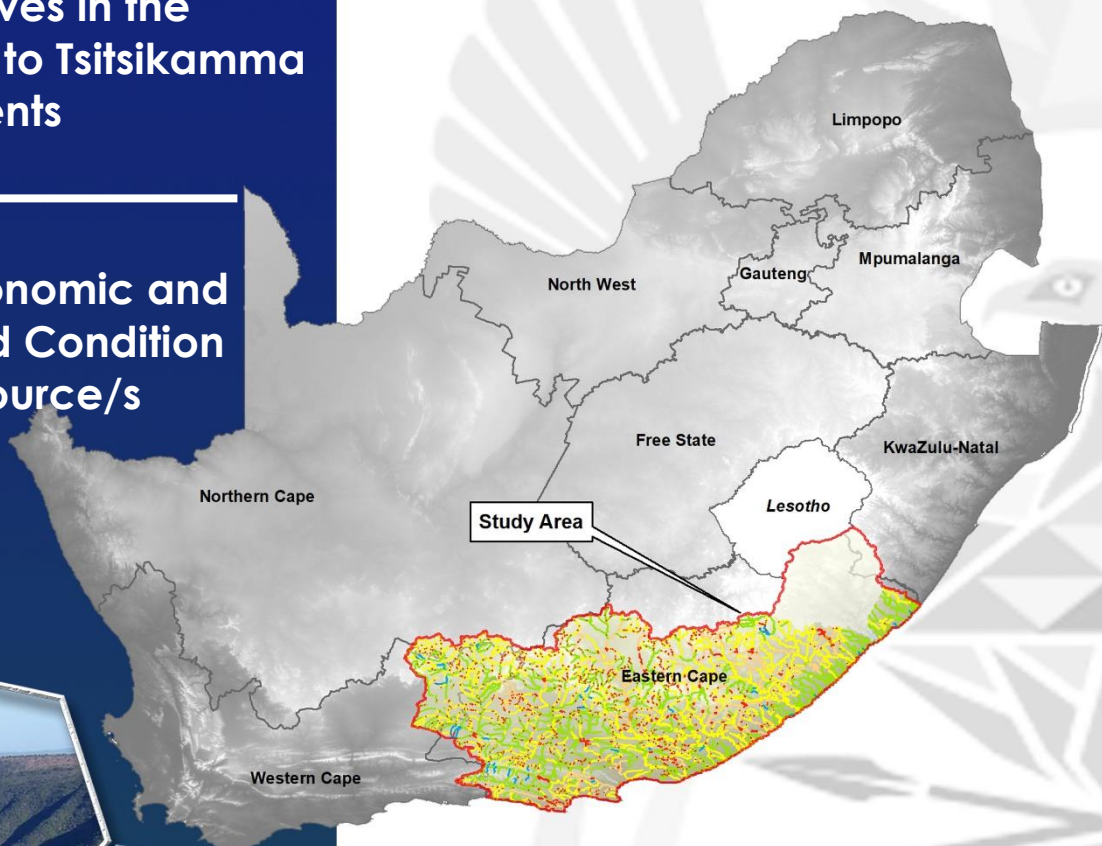 ves in the
to Tsitsikamma
ents
onomic and
d Condition
ource/s
Limpopo
Mpumalanga
Gauteng
North West
Free State
KwaZulu-Natal
Northern Cape
Lesotho
Study Area
Eastern Cape
Western Cape